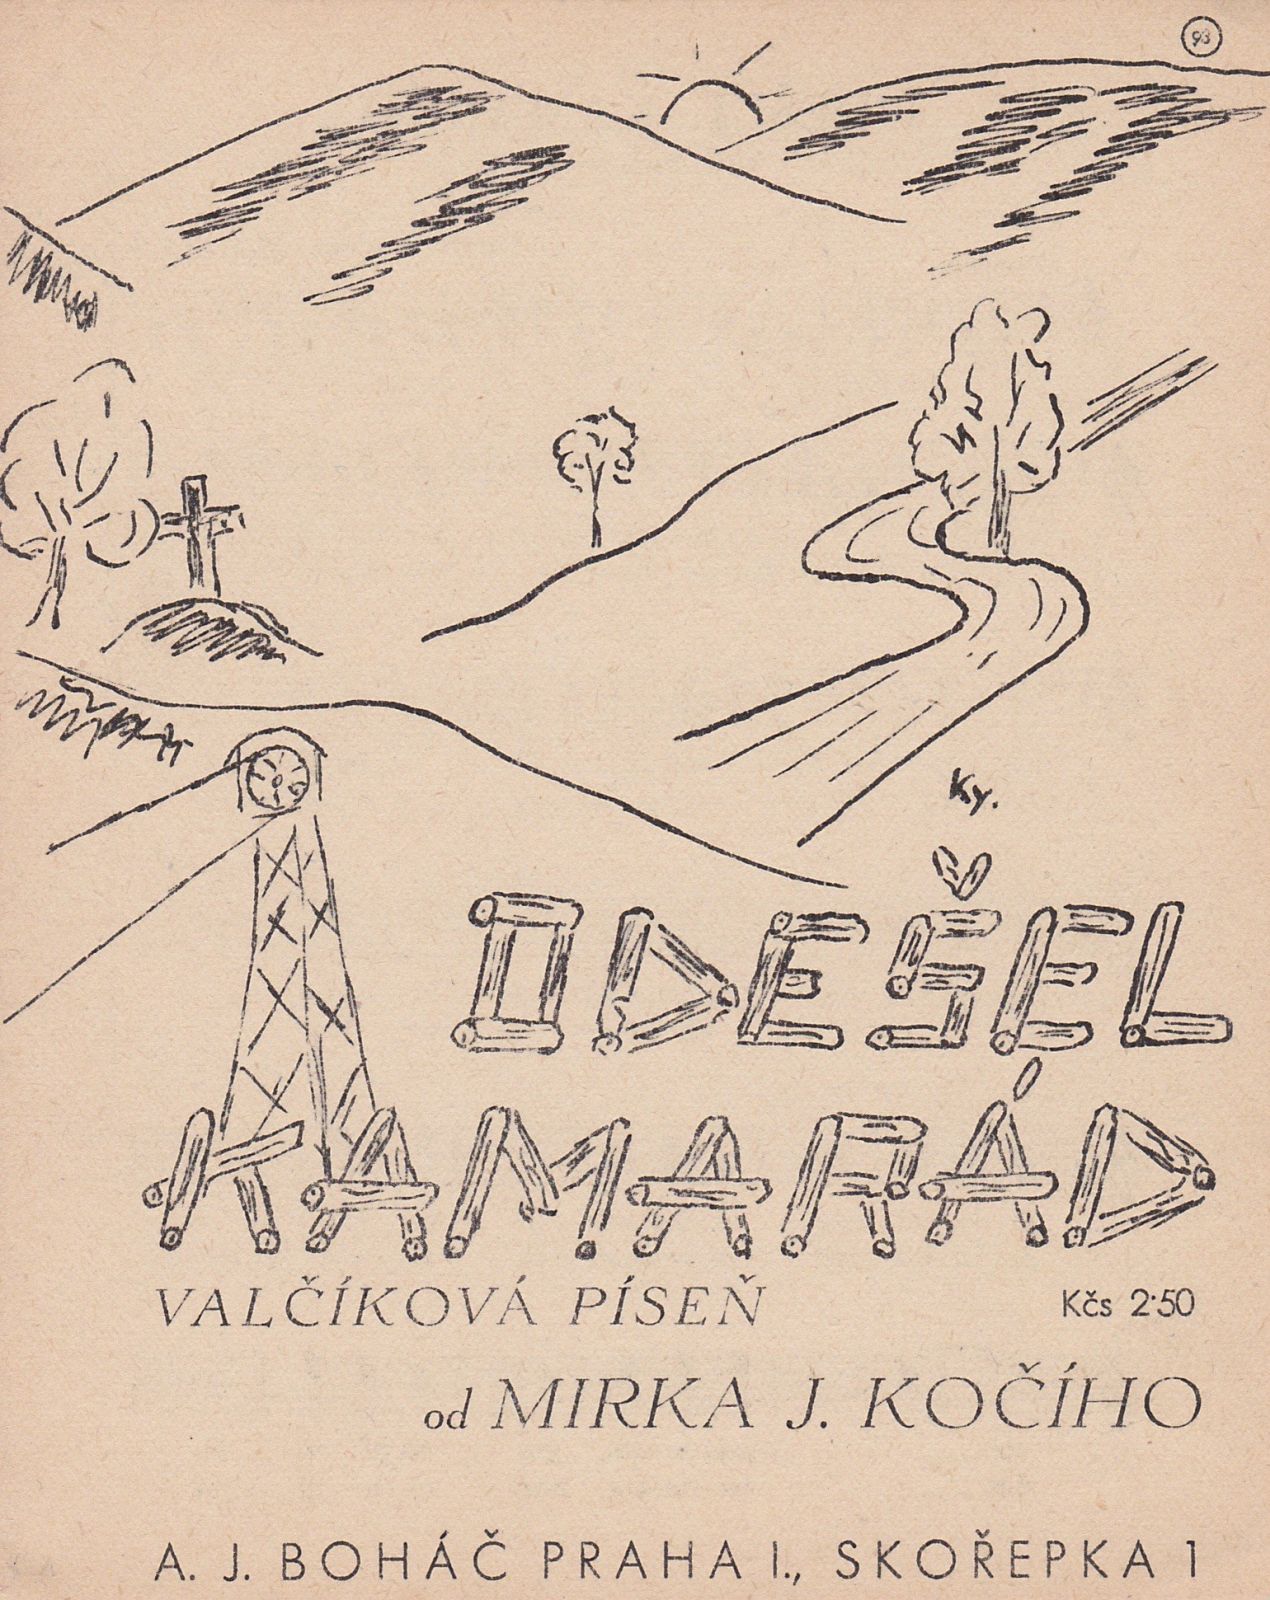 93
Ky.
ODEŠEL
KAMARÁD
VALČÍKOVÁ PÍSEŇ
Kčs 2·50
od MIRKA J. KOČÍHO
A. J. BOHÁČ PRAHA I., SKOŘEPKA 1